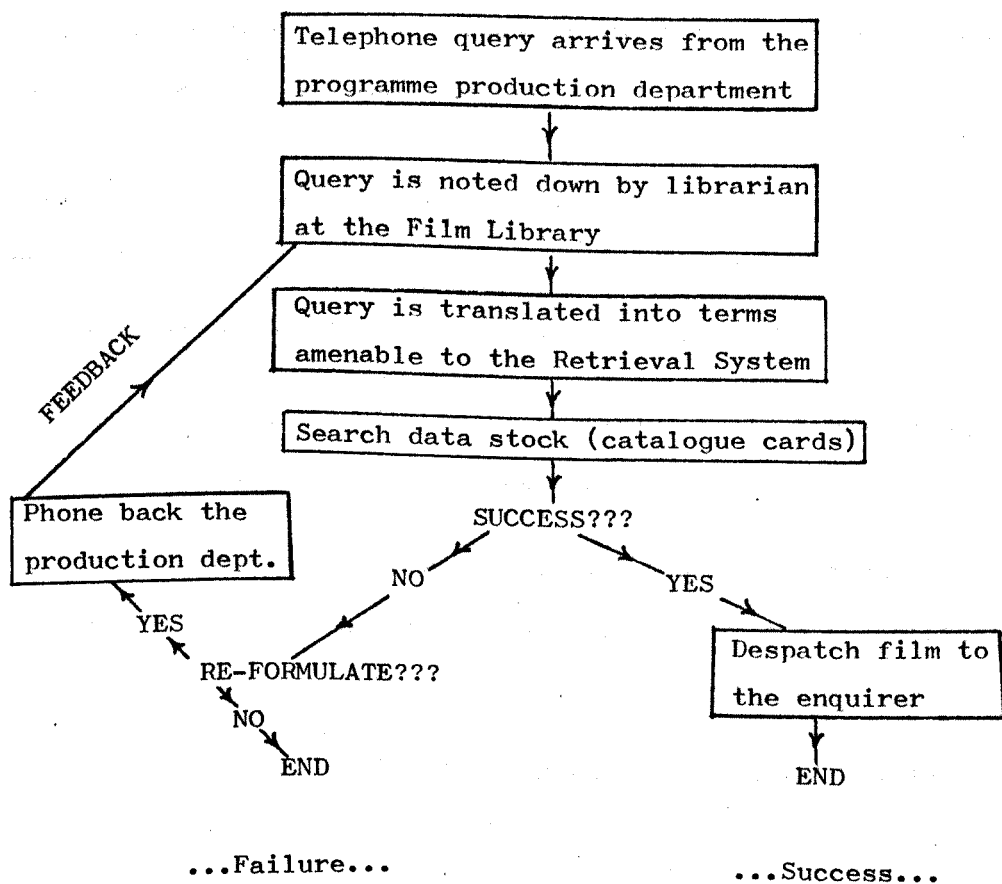 Telephone query arrives from the
programme production department
Query is noted down by librarian
at the Film Library
Query is translated into terms
amenable to the Retrieval System
FEEDBACK
Search data stock (catalogue cards)
Phone back the
production dept.
SUCCESS???
NO
YES
YES
RE-FORMULATE???
Despatch film to
the enquirer
NO
END
END
...Failure...
...Success...